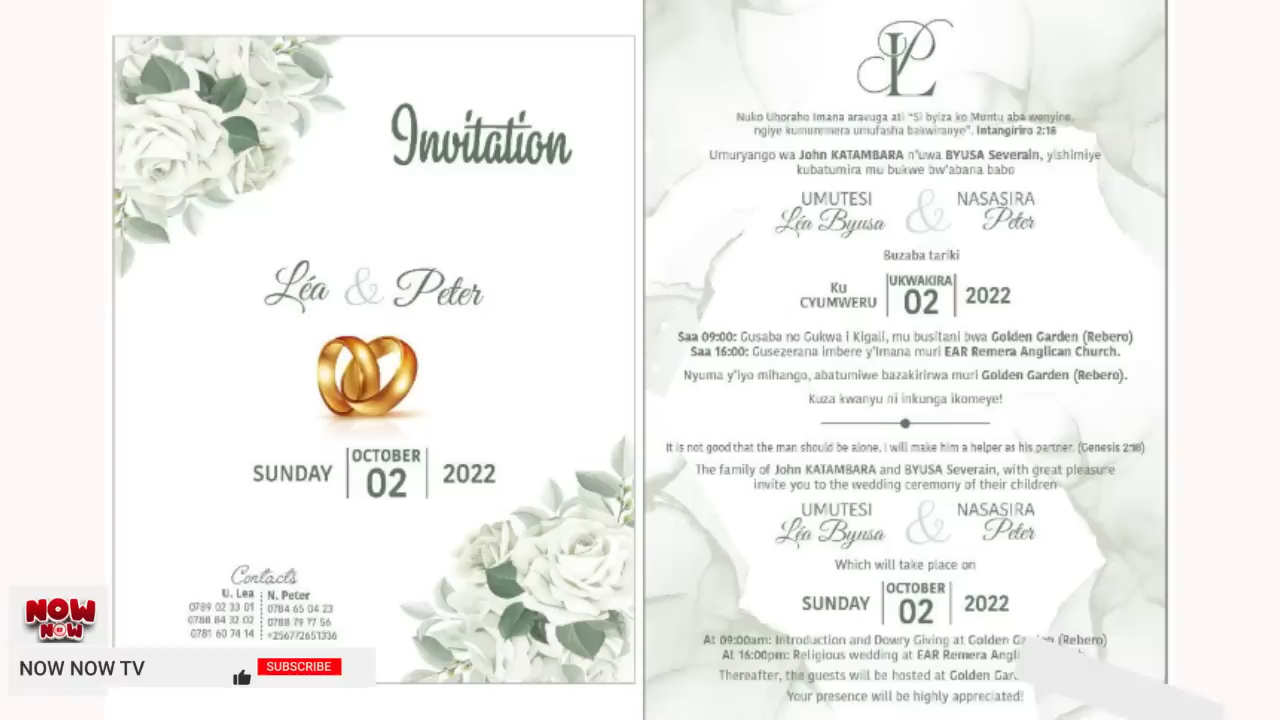 Invitation
Léa & Peter
SUNDAY OCTOBER 02 2022
Contacts
U. Lea
0789 02 33 01
0788 84 32 02
0781 60 74 14
N. Peter
0784 65 04 23
0788 79 77 56
+256772651336
NOW NOW
NOW NOW TV
SUBSCRIBE
PL
Nuko Uhoraho Imana aravuga ati "Si byiza ko Muntu aba wenyine,
ngiye kumuremera umufasha bakwiranye". Intangiriro 2:18
Umuryango wa John KATAMBARA n'uwa BYUSA Severain, yishimiye
kubatumira mu bukwe bw'abana babo
UMUTESI & NASASIRA
Léa Byusa Peter
Buzaba tariki
Ku CYUMWERU UKWAKIRA 02 2022
Saa 09:00: Gusaba no Gukwa i Kigali, mu busitani bwa Golden Garden (Rebero)
Saa 16:00: Gusezerana imbere y'Imana muri EAR Remera Anglican Church.
Nyuma y'iyo mihango, abatumiwe bazakirirwa muri Golden Garden (Rebero).
Kuza kwanyu ni inkunga ikomeye!
It is not good that the man should be alone, I will make him a helper as his partner. (Genesis 2:18)
The family of John KATAMBARA and BYUSA Severain, with great pleasure
invite you to the wedding ceremony of their children
UMUTESI & NASASIRA
Léa Byusa Peter
Which will take place on
SUNDAY OCTOBER 02 2022
At 09:00am: Introduction and Dowry Giving at Golden (Rebero)
At 16:00pm: Religious wedding at EAR Remera
Thereafter, the guests will be hosted at Golden
Your presence will be highly appreciated!